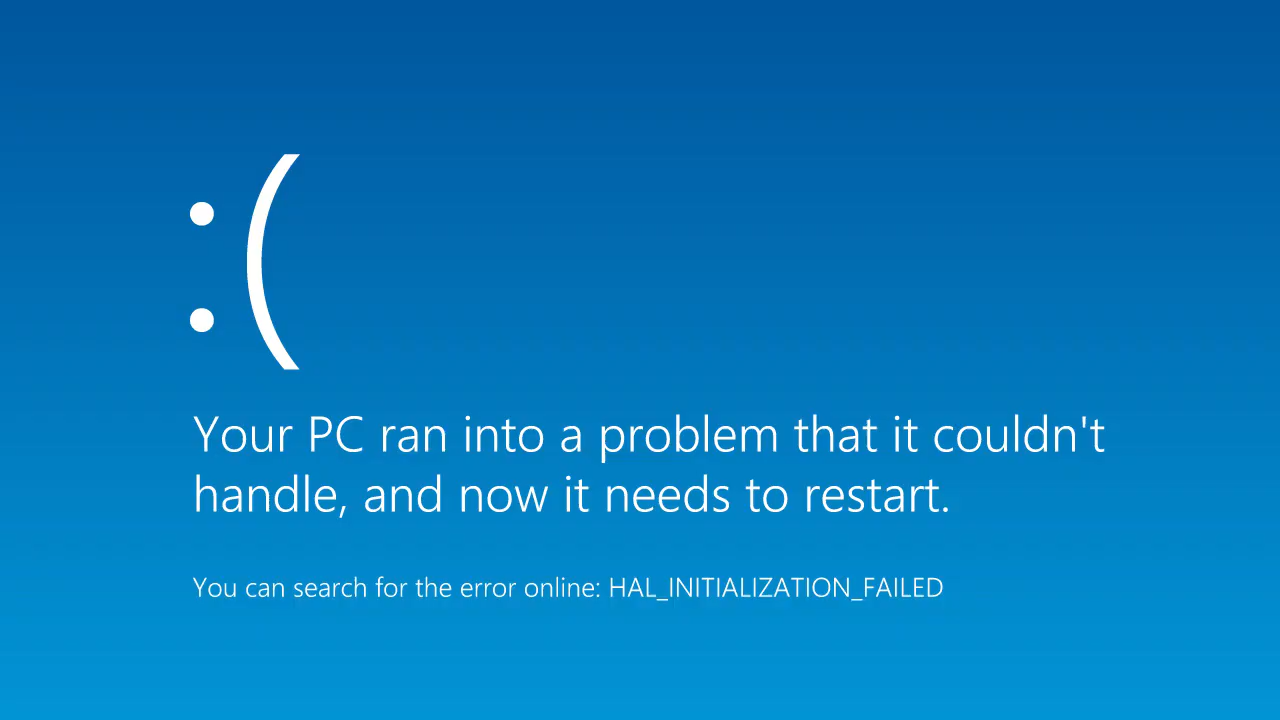 :(
Your PC ran into a problem that it couldn't
handle, and now it needs to restart.
You can search for the error online: HAL_INITIALIZATION_FAILED